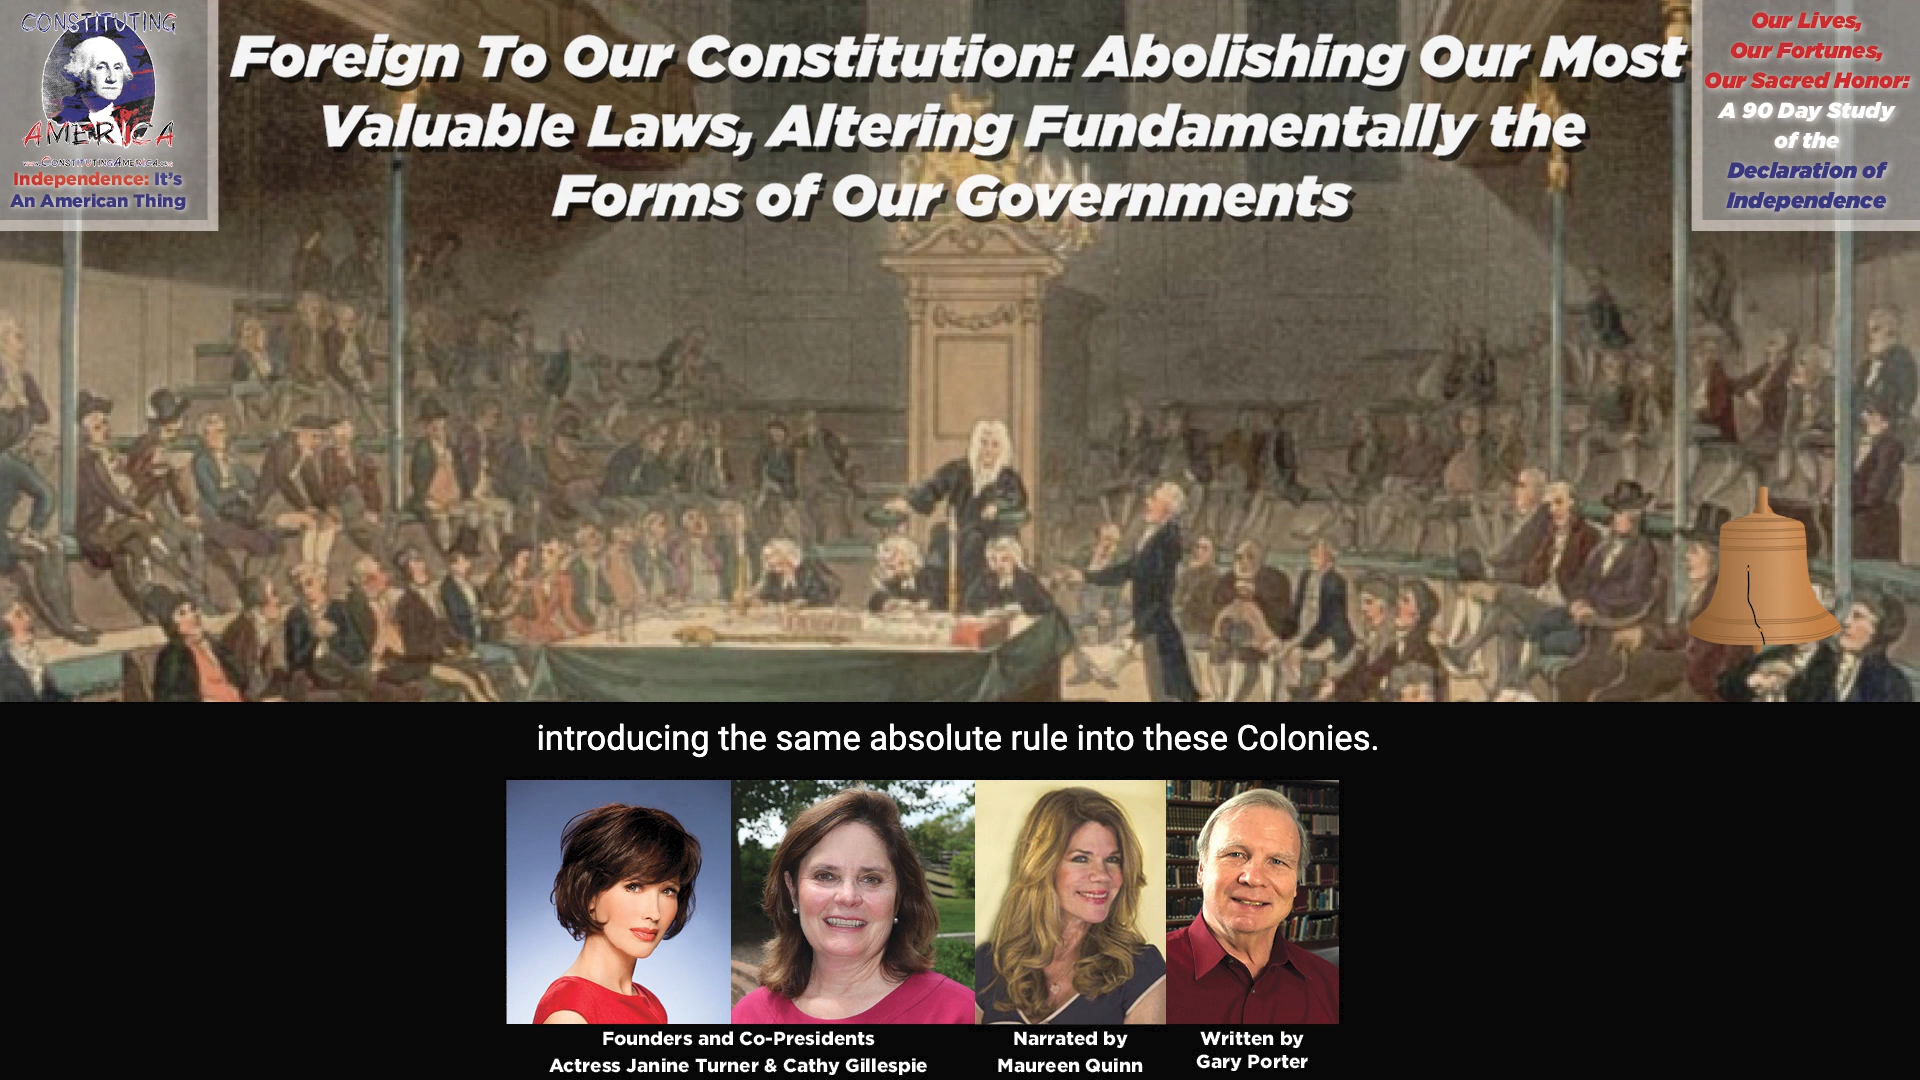 CONSTITUTING
AMERICA
www.CONSTITUTINGAMERICA.org
Independence: It's
An American Thing
Foreign To Our Constitution: Abolishing Our Most
Valuable Laws, Altering Fundamentally the
Forms of Our Governments
Our Lives,
Our Fortunes,
Our Sacred Honor:
A 90 Day Study
of the
Declaration of
Independence
introducing the same absolute rule into these Colonies.
Founders and Co-Presidents
Actress Janine Turner & Cathy Gillespie
Narrated by
Maureen Quinn
Written by
Gary Porter